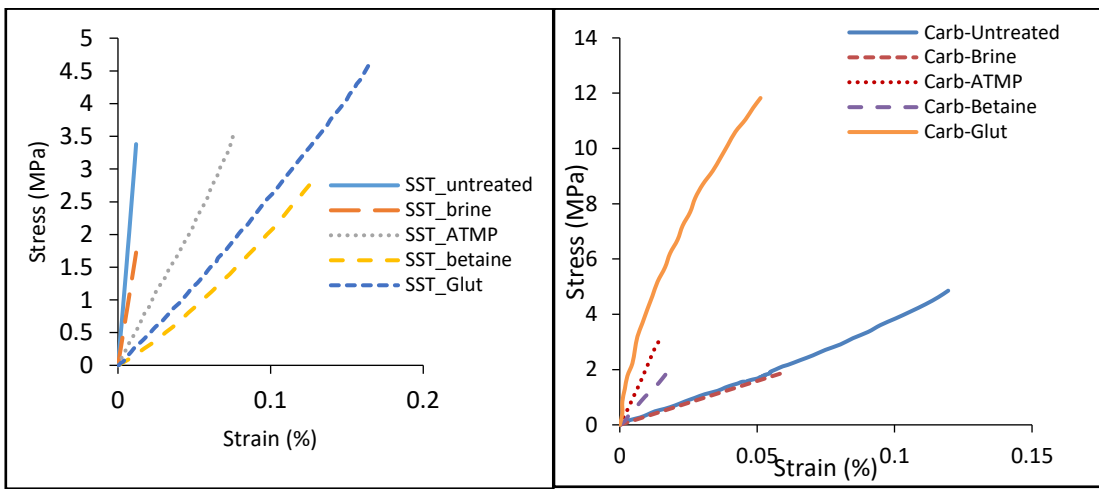 5
4.5
4
3.5
3
2.5
2
1.5
1
0.5
0
0
0.1
0.2
Stress (MPa)
Strain (%)
SST_untreated
SST_brine
SST_ATMP
SST_betaine
SST_Glut
14
12
10
8
6
4
2
0
0
0.05
0.1
0.15
Stress (MPa)
Strain (%)
Carb-Untreated
Carb-Brine
Carb-ATMP
Carb-Betaine
Carb-Glut